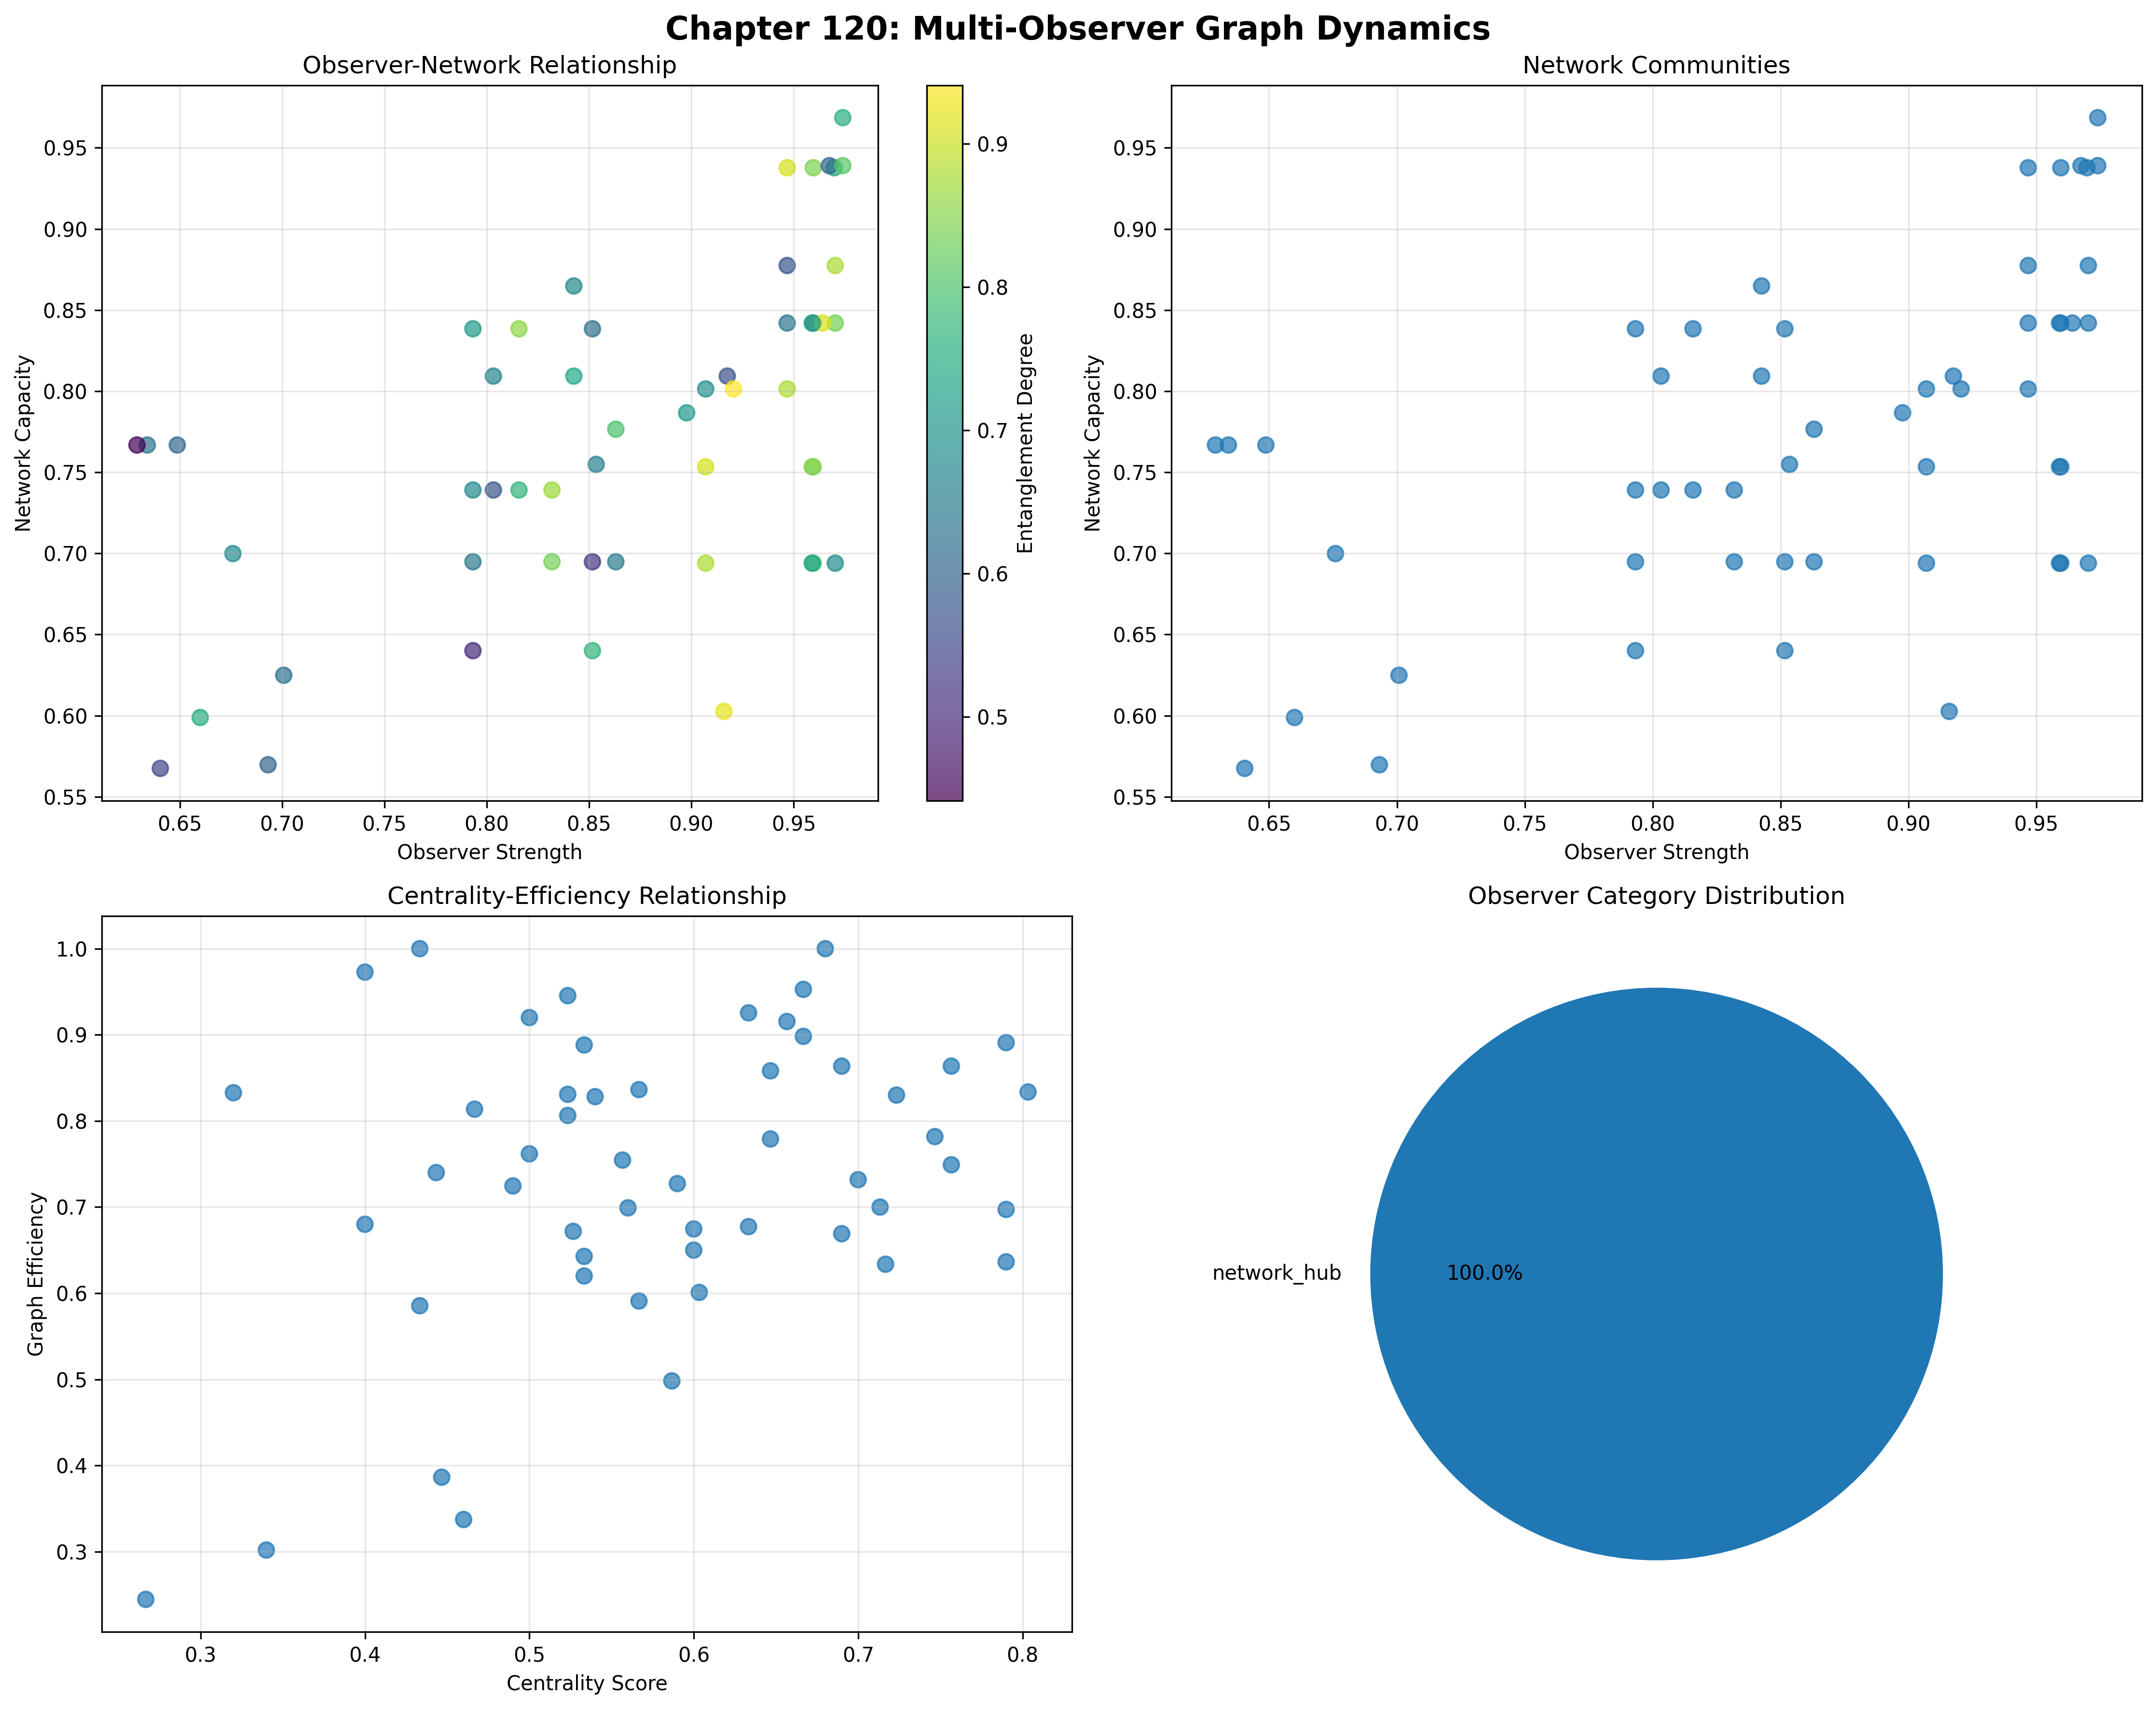 Chapter 120: Multi-Observer Graph Dynamics
Observer-Network Relationship
Network Capacity
0.95
0.90
0.85
0.80
0.75
0.70
0.65
0.60
0.55
0.65 0.70 0.75 0.80 0.85 0.90 0.95
Observer Strength
0.9
0.8
0.7
0.6
0.5
Entanglement Degree
Network Communities
Network Capacity
0.95
0.90
0.85
0.80
0.75
0.70
0.65
0.60
0.55
0.65 0.70 0.75 0.80 0.85 0.90 0.95
Observer Strength
Centrality-Efficiency Relationship
Graph Efficiency
1.0
0.9
0.8
0.7
0.6
0.5
0.4
0.3
0.3 0.4 0.5 0.6 0.7 0.8
Centrality Score
Observer Category Distribution
network_hub
100.0%